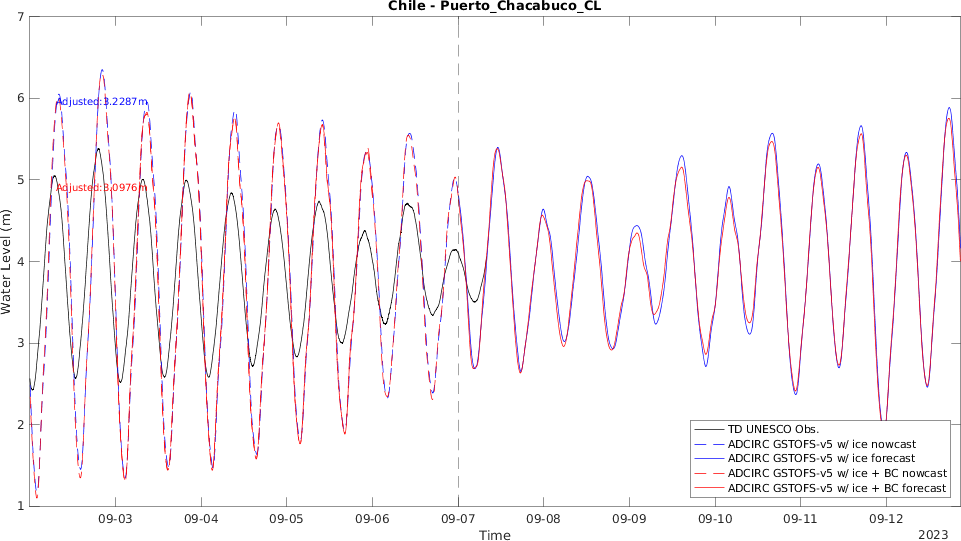 Chile - Puerto_Chacabuco_CL
7
6
5
4
3
2
1
Water Level (m)
Adjusted:3.2287m
Adjusted:3.0976m
TD UNESCO Obs.
ADCIRC GSTOFS-v5 w/ ice nowcast
ADCIRC GSTOFS-v5 w/ ice forecast
ADCIRC GSTOFS-v5 w/ ice + BC nowcast
ADCIRC GSTOFS-v5 w/ ice + BC forecast
09-03 09-04 09-05 09-06 09-07 09-08 09-09 09-10 09-11 09-12
Time
2023